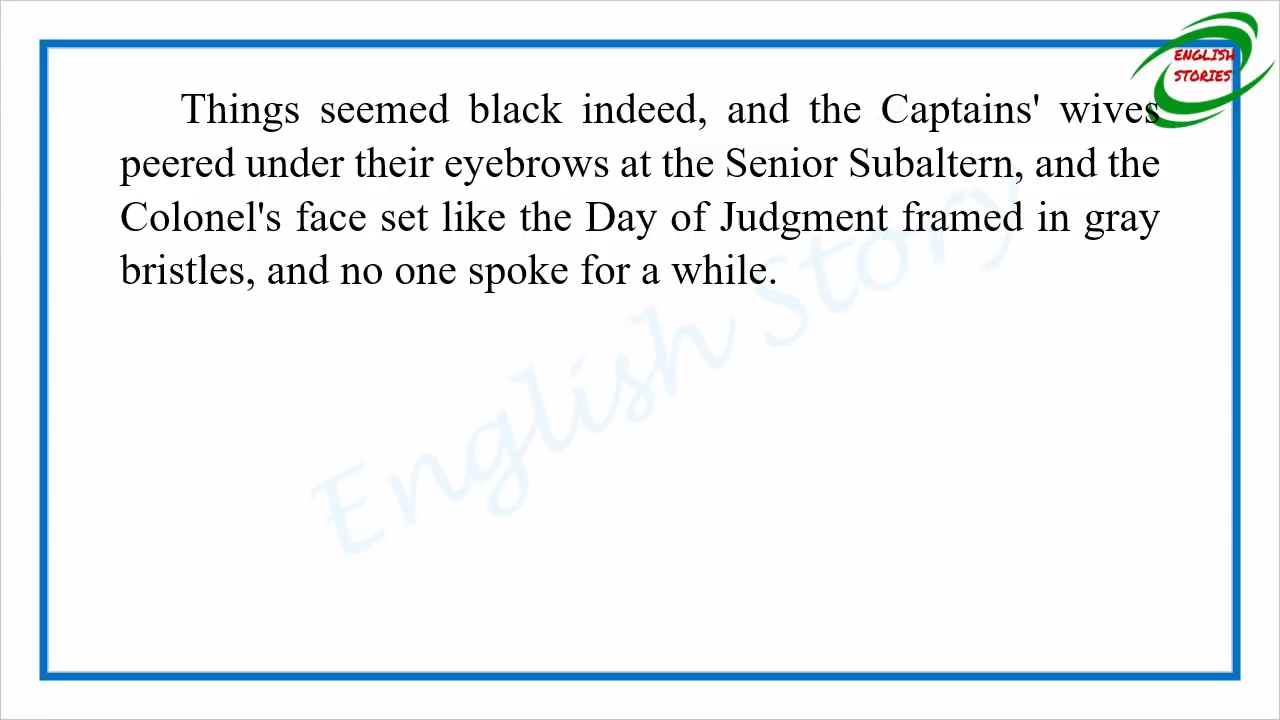 ENGLISH
STORIES
Things seemed black indeed, and the Captains' wives
peered under their eyebrows at the Senior Subaltern, and the
Colonel's face set like the Day of Judgment framed in gray
bristles, and no one spoke for a while.
English Story